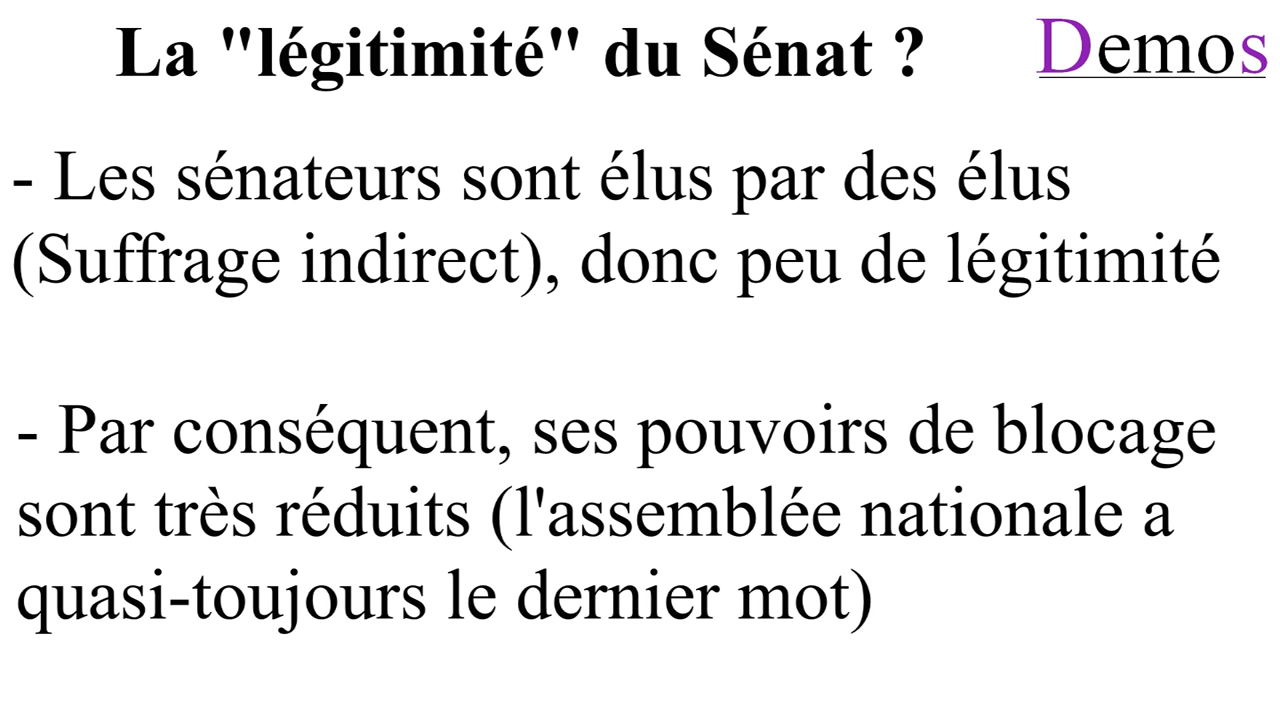 La "légitimité" du Sénat ?
Demos
- Les sénateurs sont élus par des élus
(Suffrage indirect), donc peu de légitimité
- Par conséquent, ses pouvoirs de blocage
sont très réduits (l'assemblée nationale a
quasi-toujours le dernier mot)